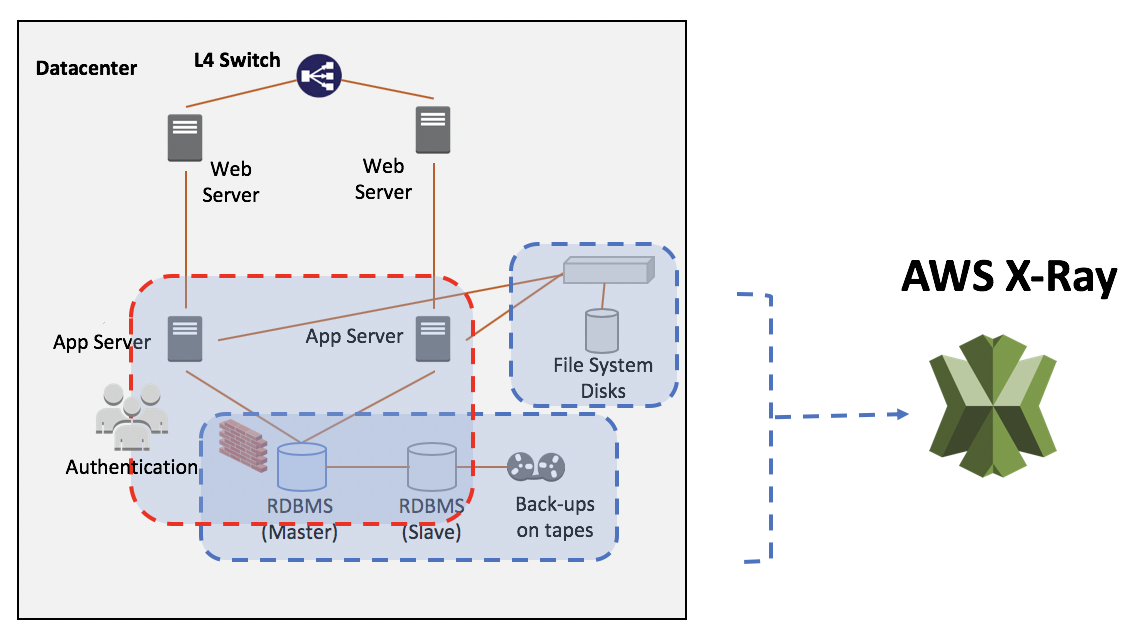 Datacenter
L4 Switch
Web
Server
Web
Server
AWS X-Ray
App Server
App Server
File System
Disks
Authentication
RDBMS
(Master)
RDBMS
(Slave)
Back-ups
on tapes